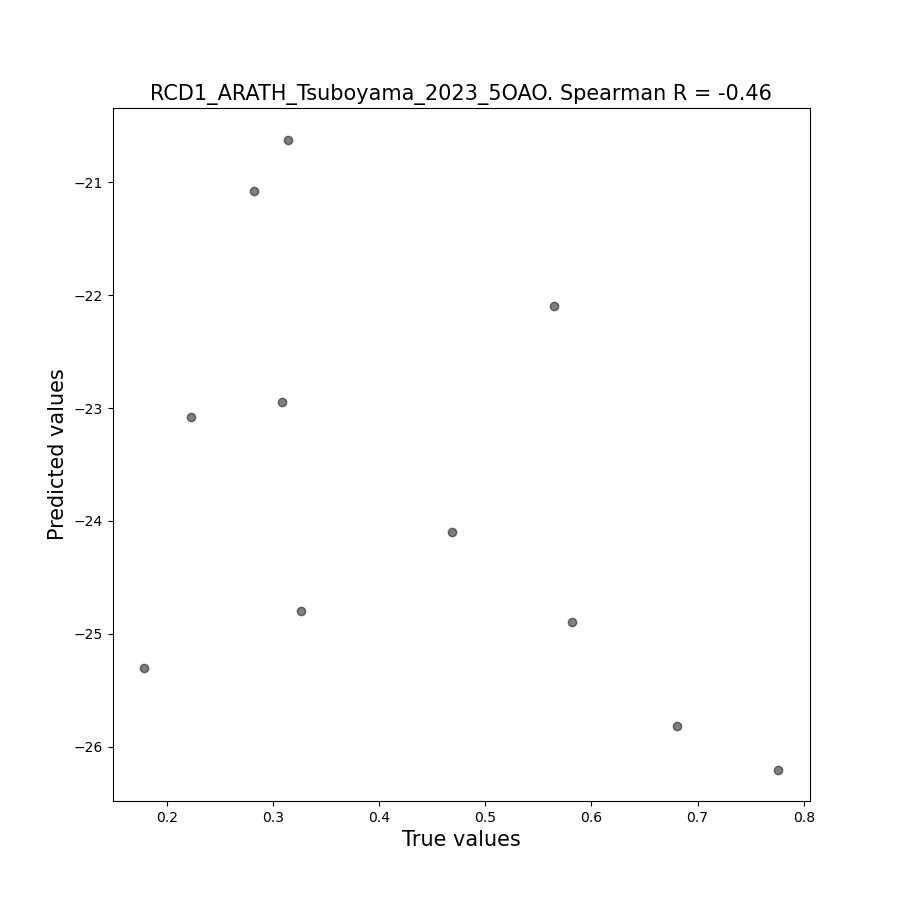 RCD1_ARATH_Tsuboyama_2023_5OAO. Spearman R = -0.46
−21
−22
−23
−24
−25
−26
Predicted values
0.2 0.3 0.4 0.5 0.6 0.7 0.8
True values